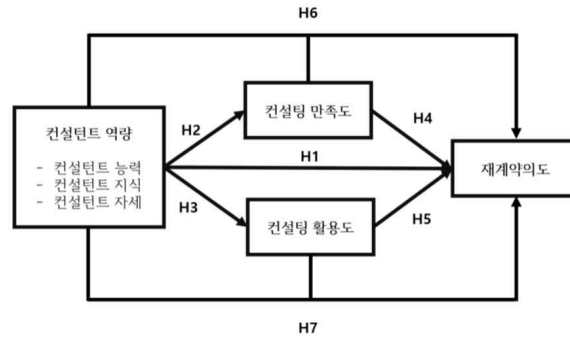 H6
컨설팅 만족도
컨설턴트 역량
- 컨설턴트 능력
- 컨설턴트 지식
- 컨설턴트 자세
H2
H4
H1
재계약의도
H3
컨설팅 활용도
H5
H7